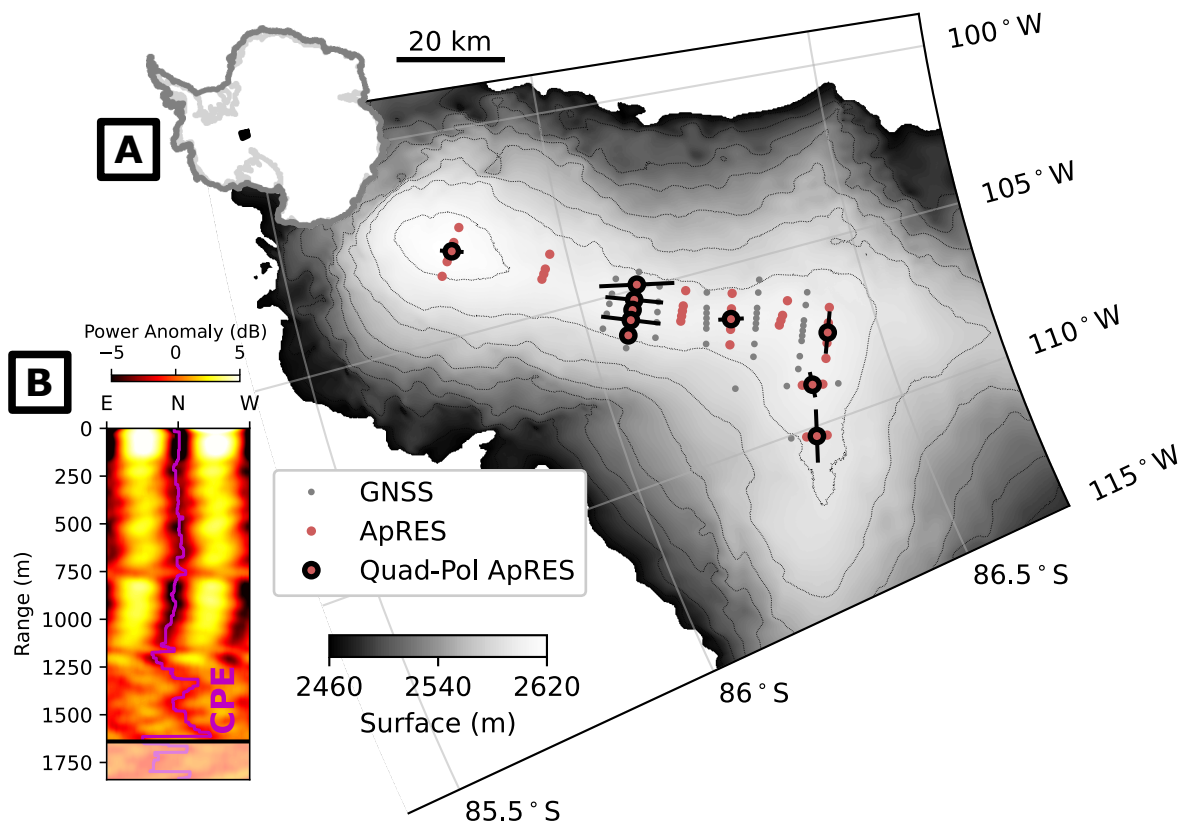 20 km
100°W
A
105°W
110°W
115°W
86.5°S
86°S
85.5°S
Power Anomaly (dB)
−5 0 5
B
E N W
0
250
500
750
1000
1250
1500
1750
Range (m)
CPE
GNSS
ApRES
Quad-Pol ApRES
2460 2540 2620
Surface (m)